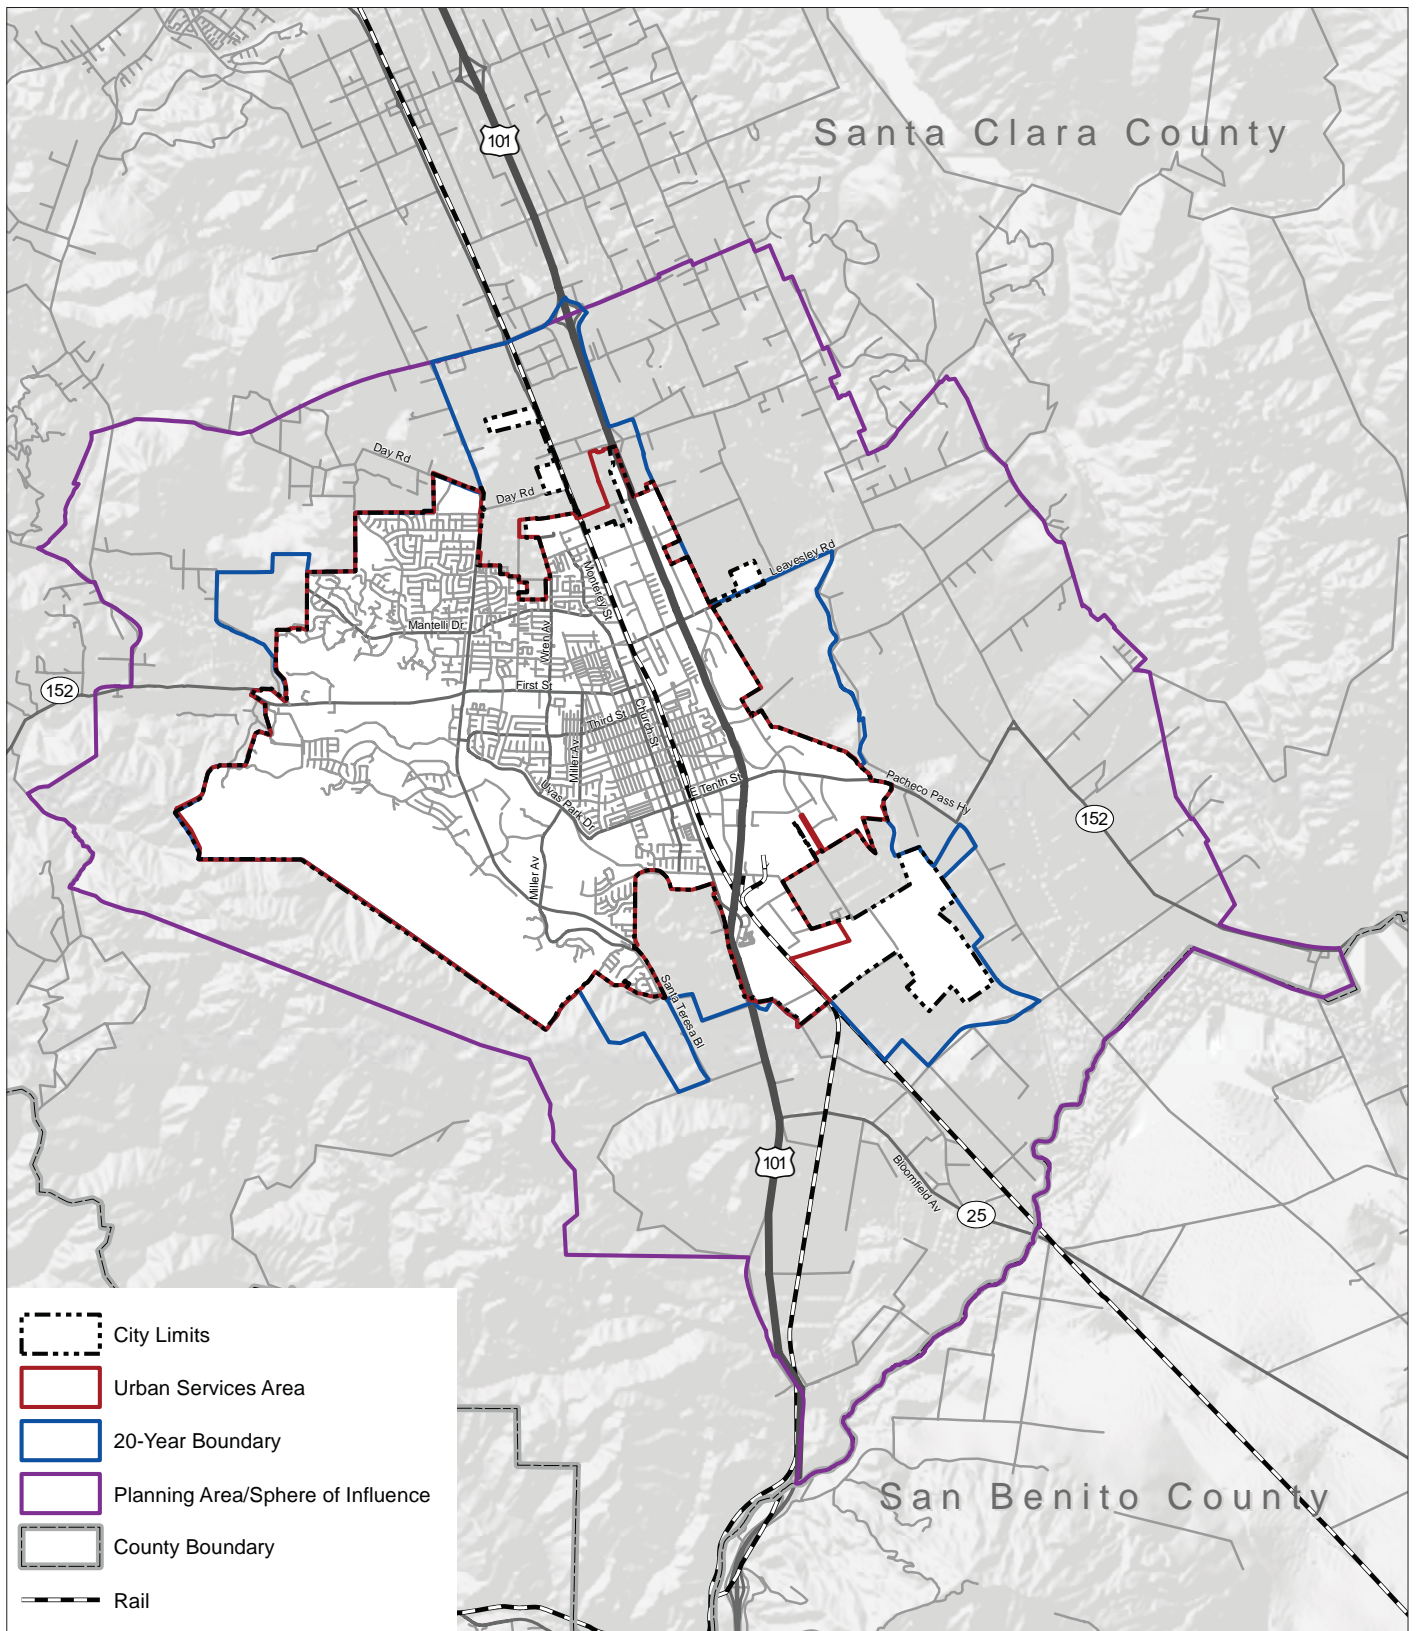 Santa Clara County
101
Day Rd
Day Rd
Leavesley Rd
Monterey St
Mantelli Dr
Wren Av
152
First St
Church St
Third St
Miller Av
Tenth St
Pacheco Pass Hy
Uvas Park Dr
152
Miller Av
Santa Teresa Bl
101
Bloomfield Av
25
San Benito County
City Limits
Urban Services Area
20-Year Boundary
Planning Area/Sphere of Influence
County Boundary
Rail